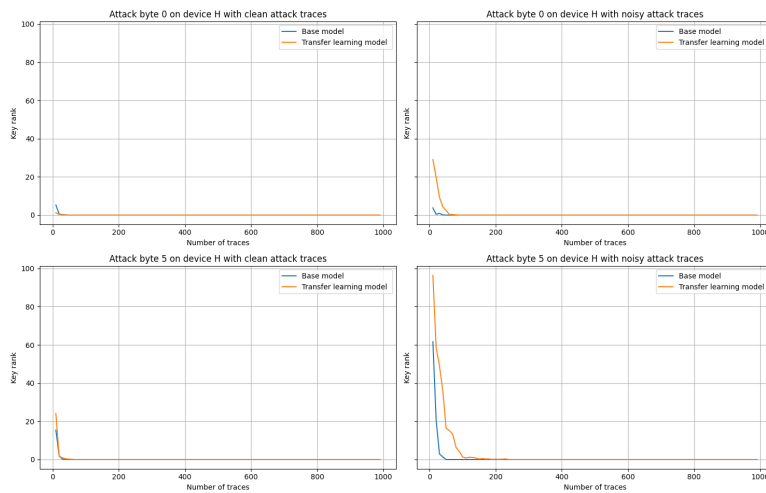 Attack byte 0 on device H with clean attack traces
100
80
60
40
20
0
Key rank
Base model
Transfer learning model
0 200 400 600 800 1000
Number of traces
Attack byte 0 on device H with noisy attack traces
Key rank
Base model
Transfer learning model
0 200 400 600 800 1000
Number of traces
Attack byte 5 on device H with clean attack traces
100
80
60
40
20
0
Key rank
Base model
Transfer learning model
0 200 400 600 800 1000
Number of traces
Attack byte 5 on device H with noisy attack traces
Key rank
Base model
Transfer learning model
0 200 400 600 800 1000
Number of traces